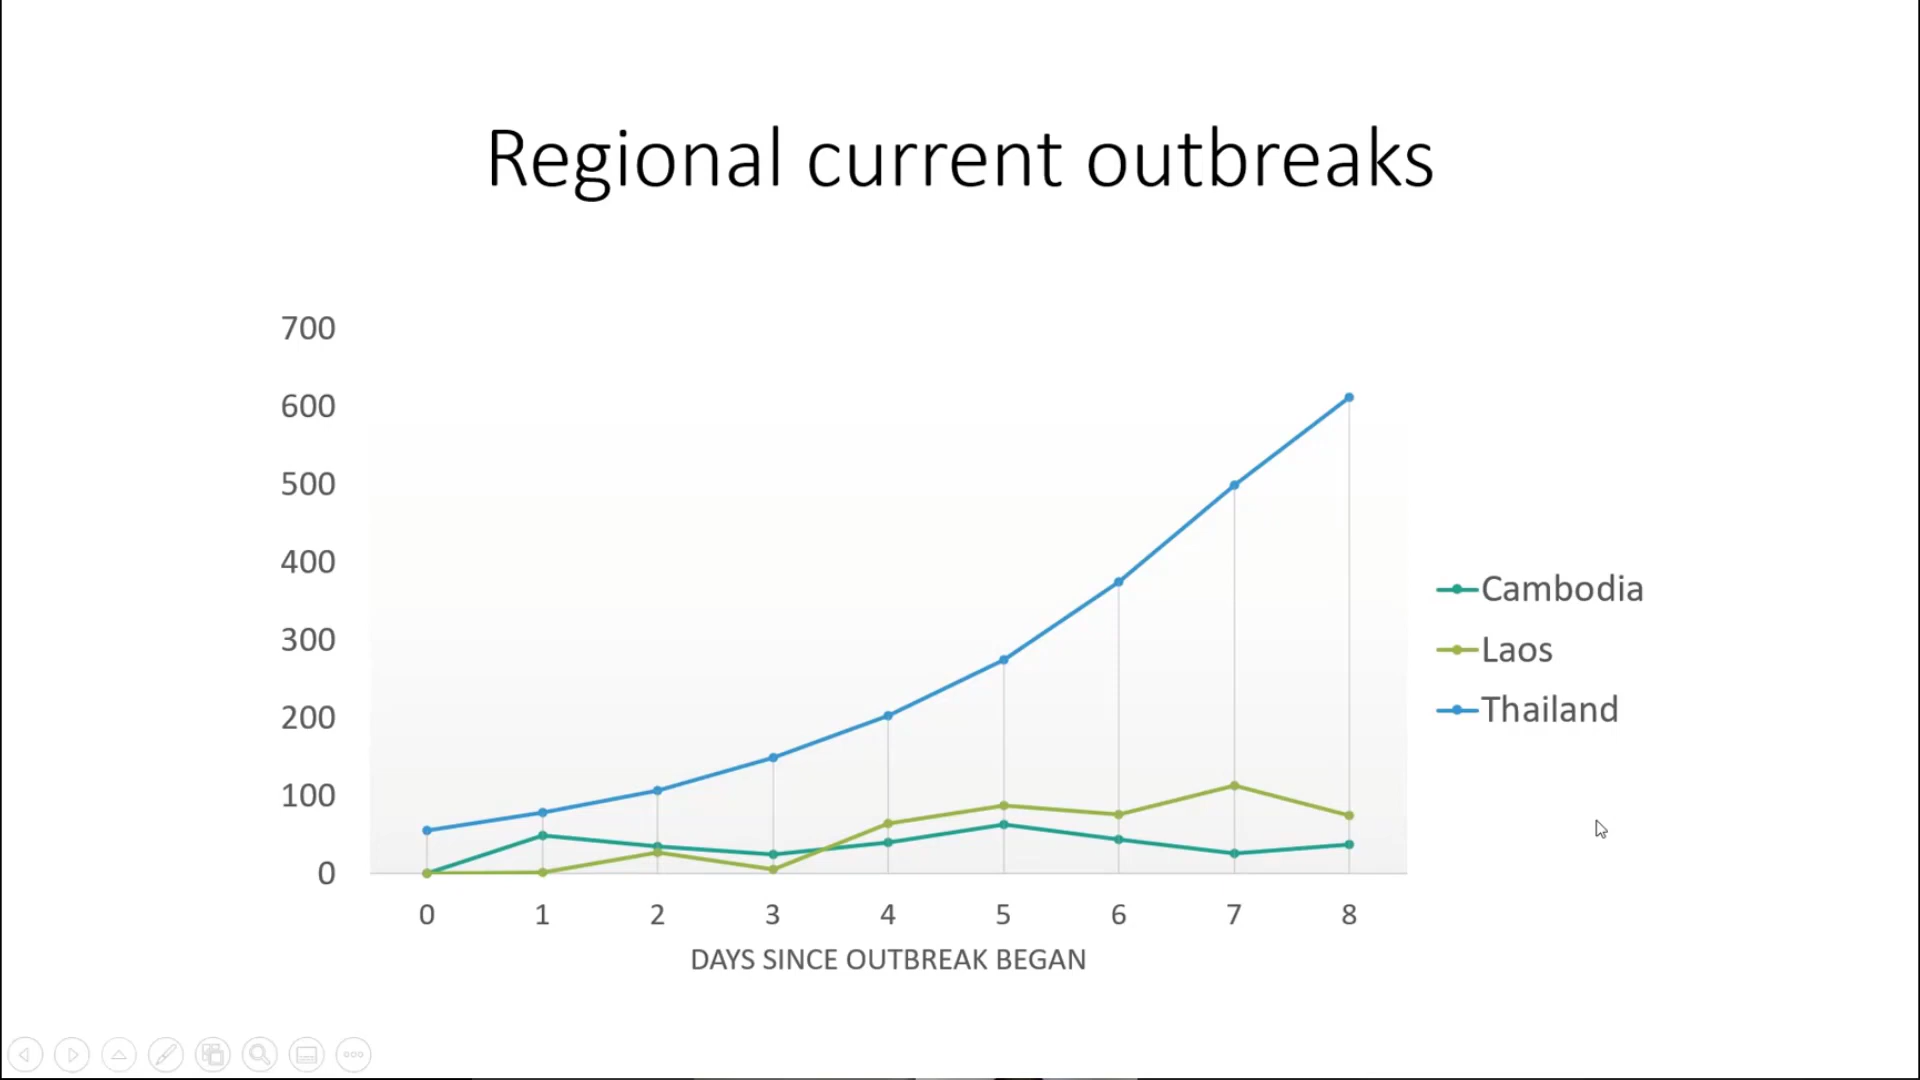 Regional current outbreaks
700
600
500
400
300
200
100
0
0 1 2 3 4 5 6 7 8
DAYS SINCE OUTBREAK BEGAN
Cambodia
Laos
Thailand